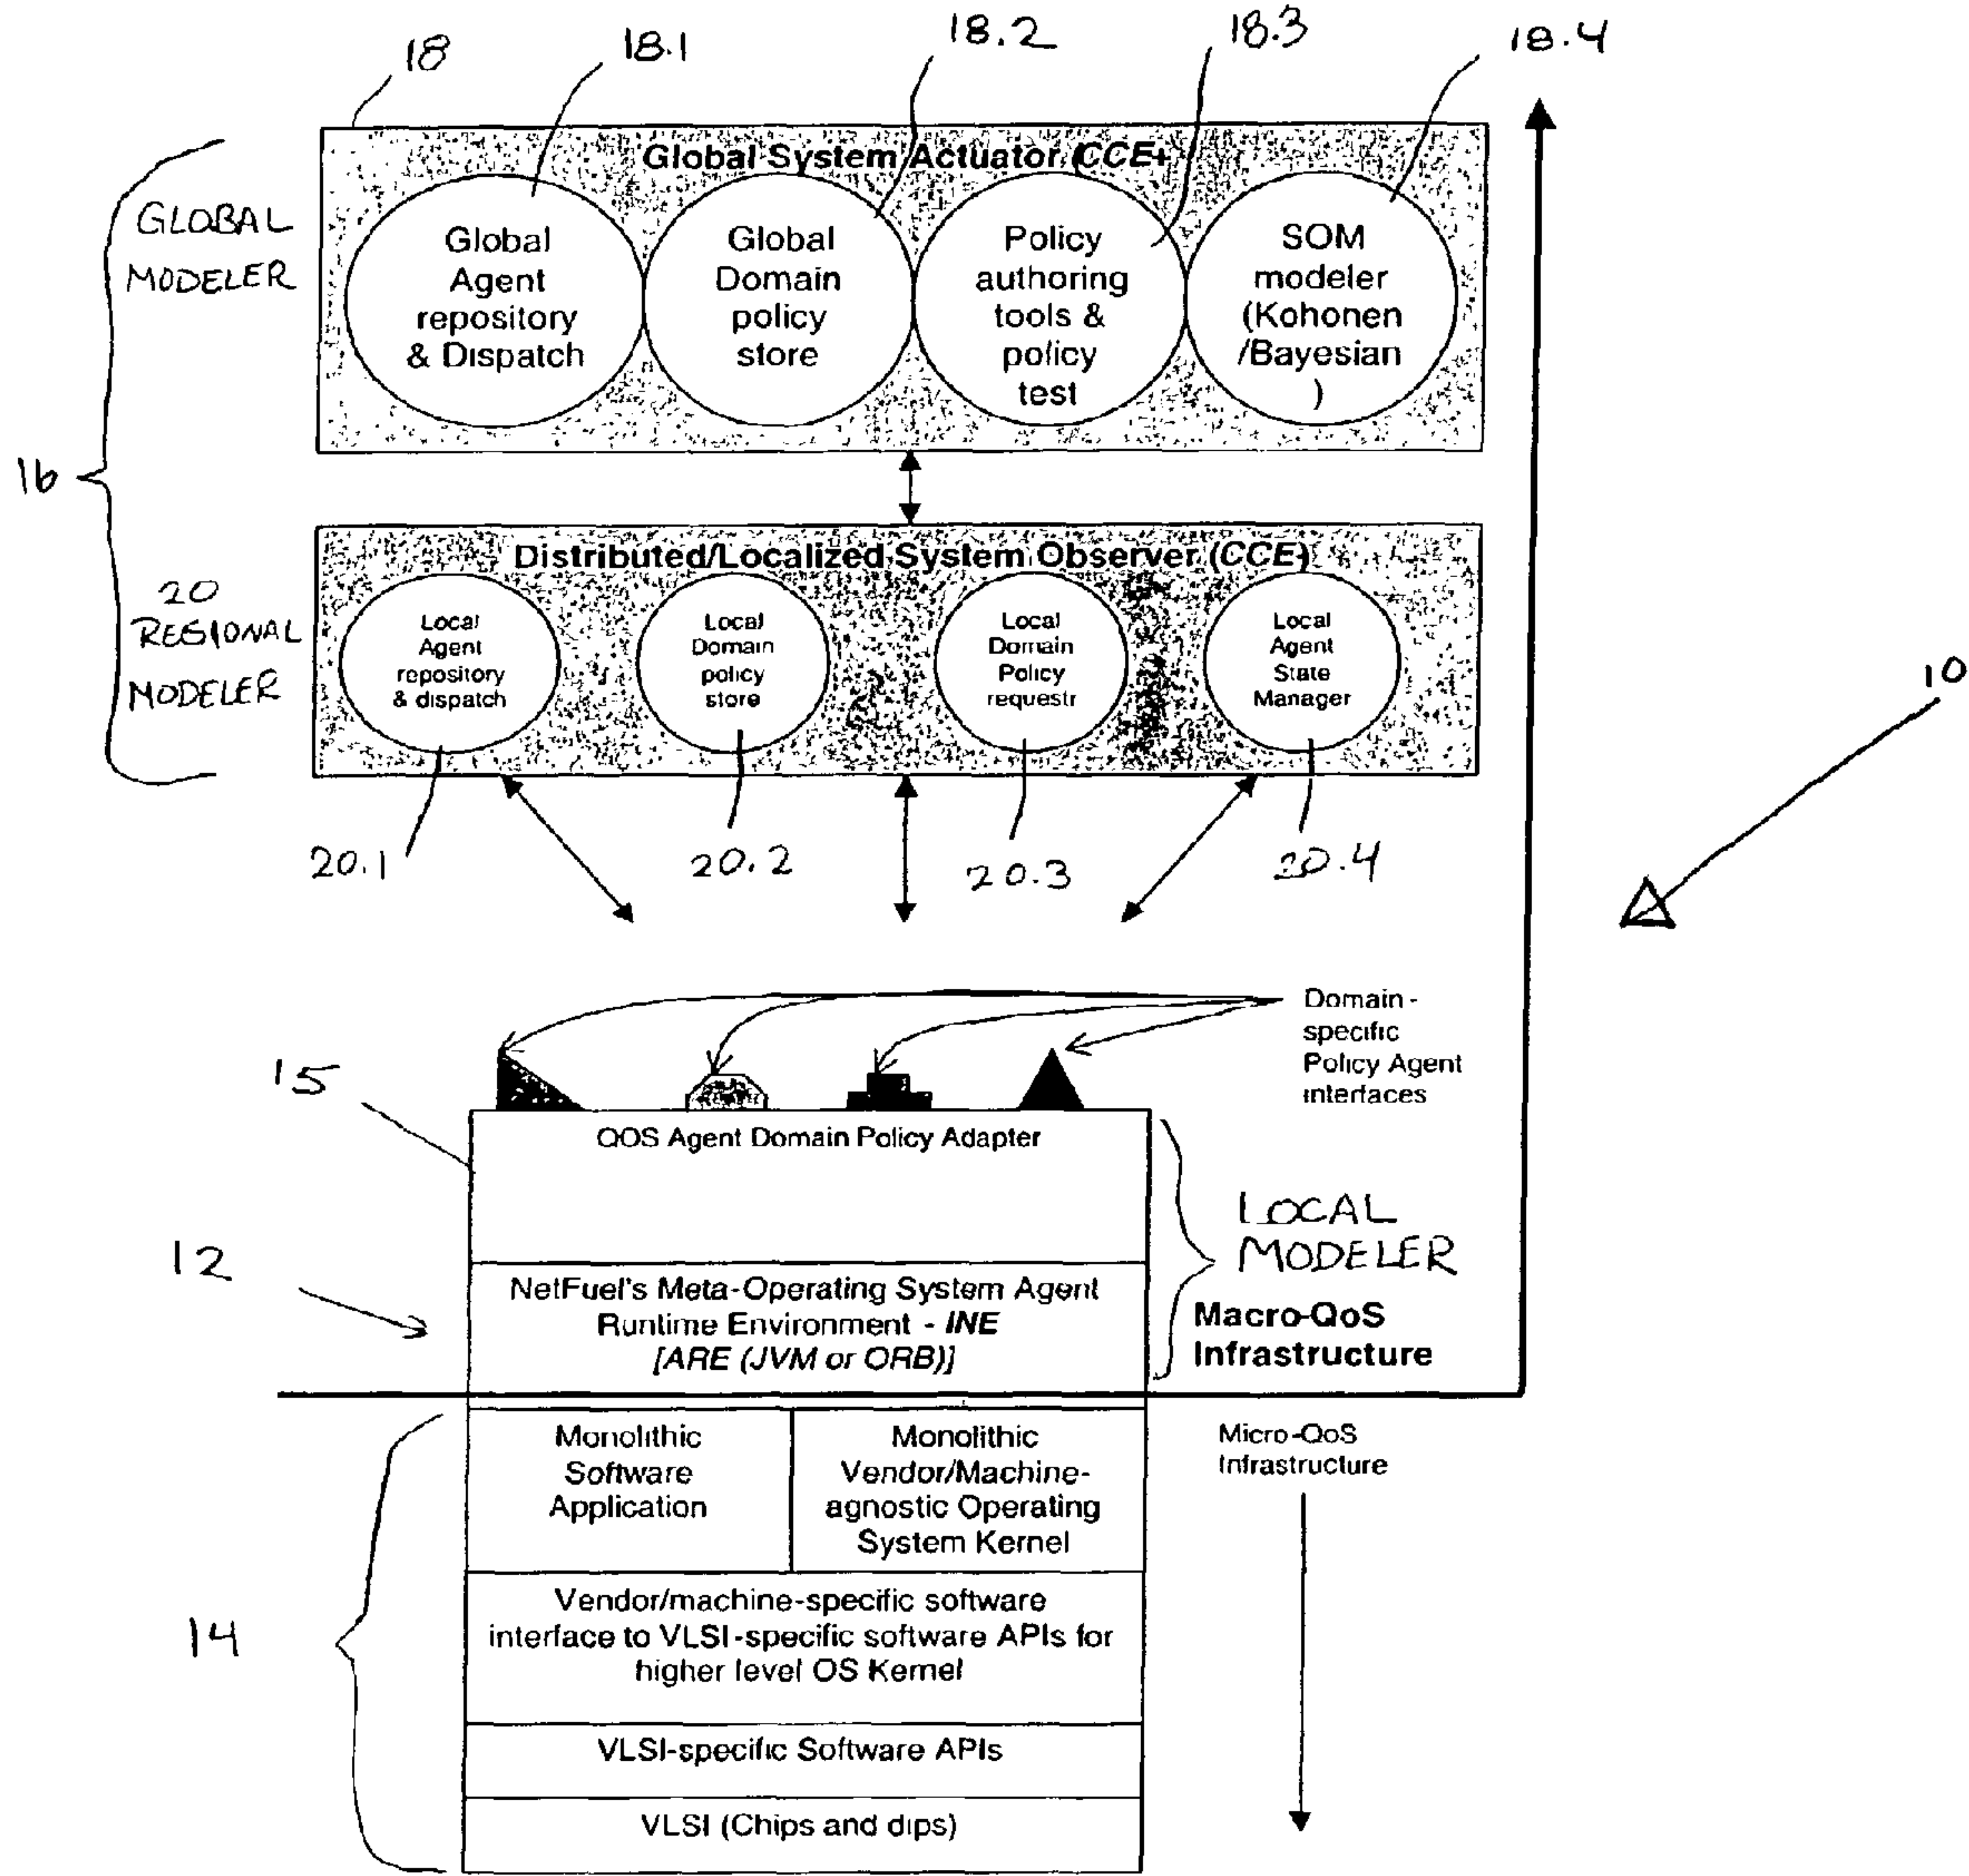 18
18.1
18.2
18.3
18.4
Global System Actuator (CCE+
GLOBAL
MODELER
Global
Agent
repository
& Dispatch
Global
Domain
policy
store
Policy
authoring
tools &
policy
test
SOM
modeler
(Kohonen
/Bayesian
)
16
Distributed/Localized System Observer (CCE)
20
REGIONAL
MODELER
Local
Agent
repository
& dispatch
Local
Domain
policy
store
Local
Domain
Policy
requestr
Local
Agent
State
Manager
10
20.1
20.2
20.3
20.4
Domain-
specific
Policy Agent
interfaces
15
QOS Agent Domain Policy Adapter
LOCAL
MODELER
12
NetFuel's Meta-Operating System Agent
Runtime Environment - INE
[ARE (JVM or ORB)]
Macro-QoS
Infrastructure
Monolithic
Software
Application
Monolithic
Vendor/Machine-
agnostic Operating
System Kernel
Micro-QoS
Infrastructure
14
Vendor/machine-specific software
interface to VLSI-specific software APIs for
higher level OS Kernel
VLSI-specific Software APIs
VLSI (Chips and dips)